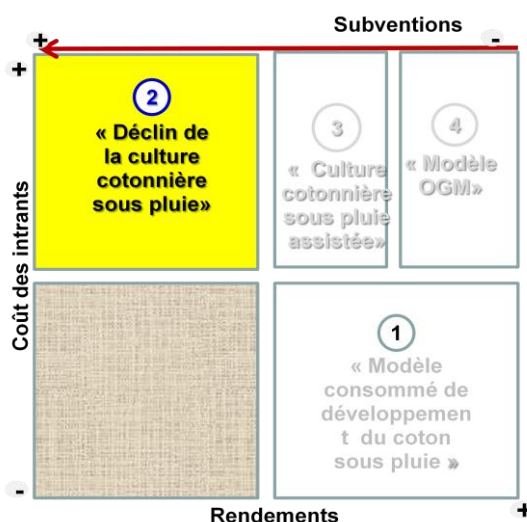 Subventions
+
-
+
2
« Déclin de
la culture
cotonnière
sous pluie»
3
« Culture
cotonnière
sous pluie
assistée»
4
« Modèle
OGM»
Coût des intrants
1
« Modèle
consommé de
développemen
t du coton
sous pluie »
-
Rendements
+